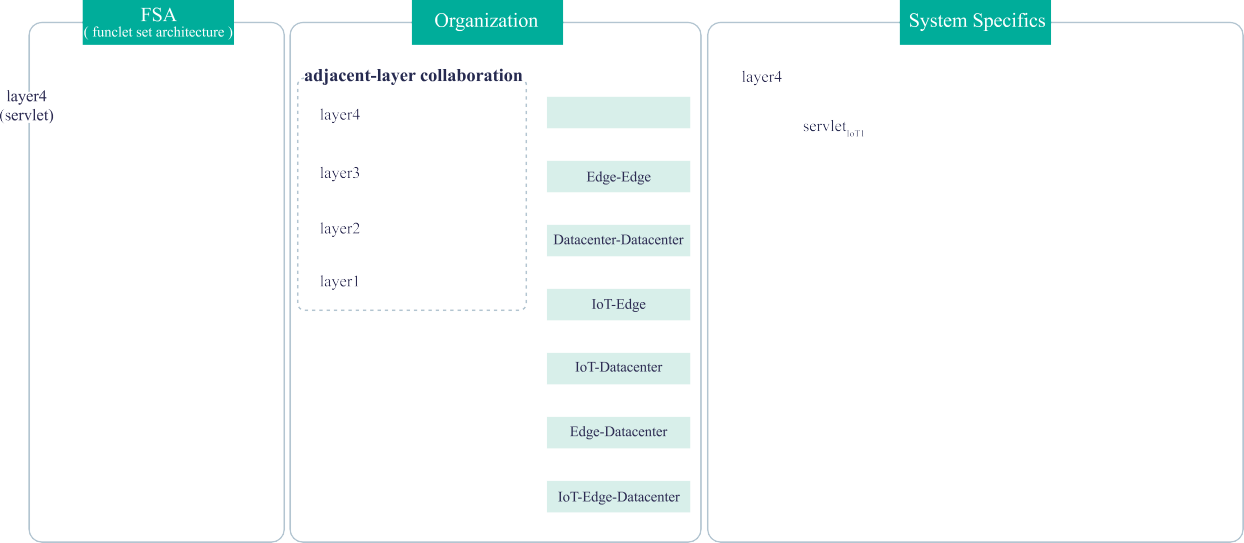 FSA
( funclet set architecture )
layer4
(servlet)
Organization
adjacent-layer collaboration
layer4
layer3
layer2
layer1
Edge-Edge
Datacenter-Datacenter
IoT-Edge
IoT-Datacenter
Edge-Datacenter
IoT-Edge-Datacenter
System Specifics
layer4
servlet IoT1